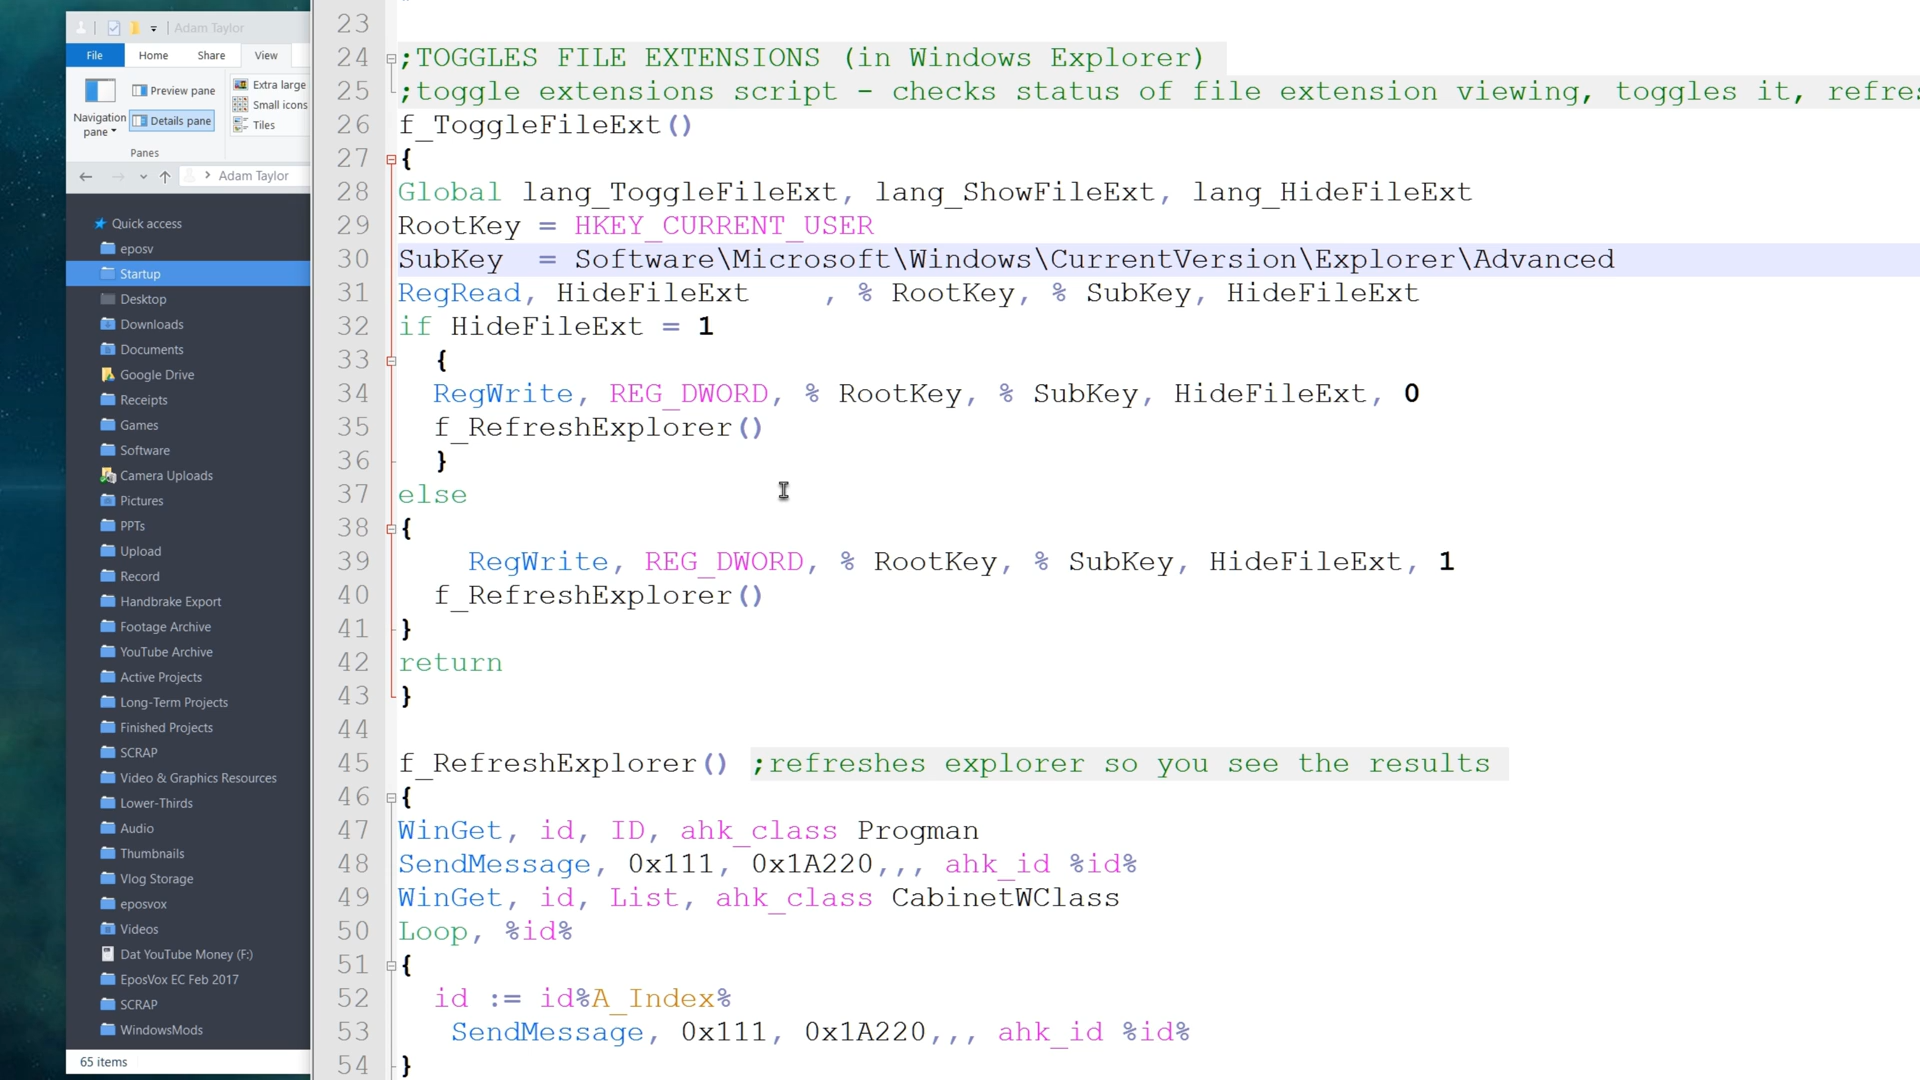 Adam Taylor
File Home Share View
Navigation pane
Preview pane
Details pane
Extra large
Small icons
Tiles
Panes
Adam Taylor
Quick access
eposv
Startup
Desktop
Downloads
Documents
Google Drive
Receipts
Games
Software
Camera Uploads
Pictures
PPTs
Upload
Record
Handbrake Export
Footage Archive
YouTube Archive
Active Projects
Long-Term Projects
Finished Projects
SCRAP
Video & Graphics Resources
Lower-Thirds
Audio
Thumbnails
Vlog Storage
eposvox
Videos
Dat YouTube Money (F:)
EposVox EC Feb 2017
SCRAP
WindowsMods
65 items
23
24 ;TOGGLES FILE EXTENSIONS (in Windows Explorer)
25 ;toggle extensions script - checks status of file extension viewing, toggles it, refres
26 f_ToggleFileExt()
27 {
28 Global lang_ToggleFileExt, lang_ShowFileExt, lang_HideFileExt
29 RootKey = HKEY_CURRENT_USER
30 SubKey  = Software\Microsoft\Windows\CurrentVersion\Explorer\Advanced
31 RegRead, HideFileExt    , % RootKey, % SubKey, HideFileExt
32 if HideFileExt = 1
33   {
34   RegWrite, REG_DWORD, % RootKey, % SubKey, HideFileExt, 0
35   f_RefreshExplorer()
36   }
37 else
38 {
39     RegWrite, REG_DWORD, % RootKey, % SubKey, HideFileExt, 1
40   f_RefreshExplorer()
41 }
42 return
43 }
44
45 f_RefreshExplorer() ;refreshes explorer so you see the results
46 {
47 WinGet, id, ID, ahk_class Progman
48 SendMessage, 0x111, 0x1A220,,, ahk_id %id%
49 WinGet, id, List, ahk_class CabinetWClass
50 Loop, %id%
51 {
52   id := id%A_Index%
53    SendMessage, 0x111, 0x1A220,,, ahk_id %id%
54 }